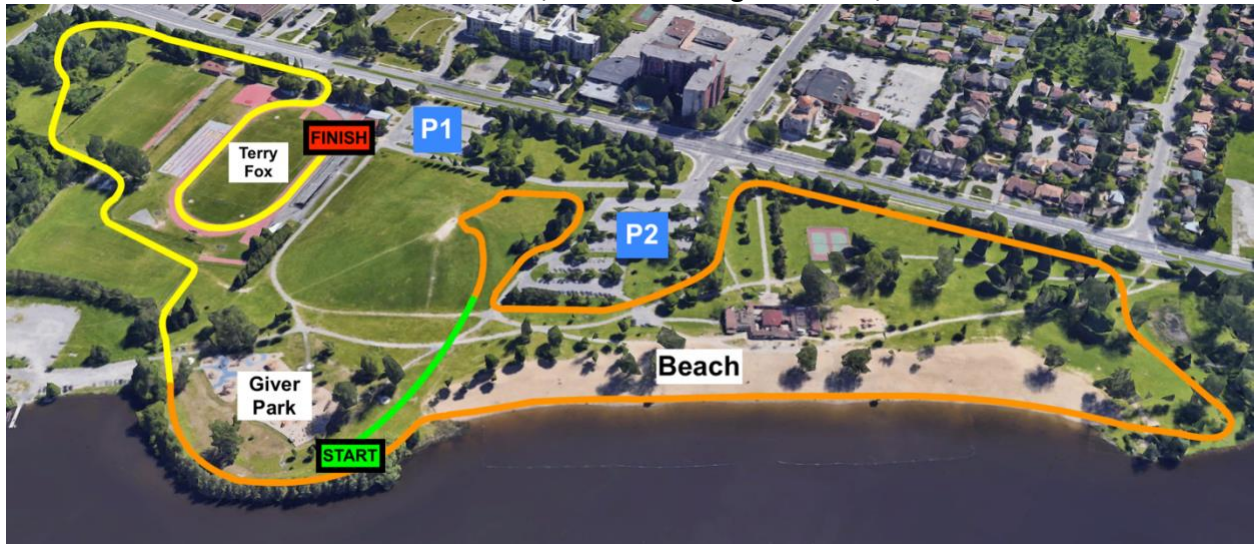 P1
FINISH
Terry
Fox
P2
Beach
Giver
Park
START